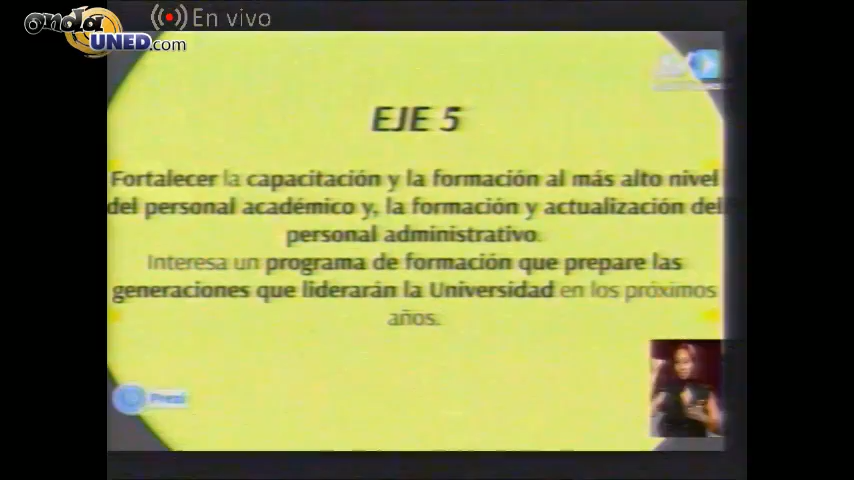 onda UNED.com
En vivo
EJE 5
Fortalecer la capacitación y la formación al más alto nivel
del personal académico y, la formación y actualización del
personal administrativo.
Interesa un programa de formación que prepare las
generaciones que liderarán la Universidad en los próximos
años.
Prezi